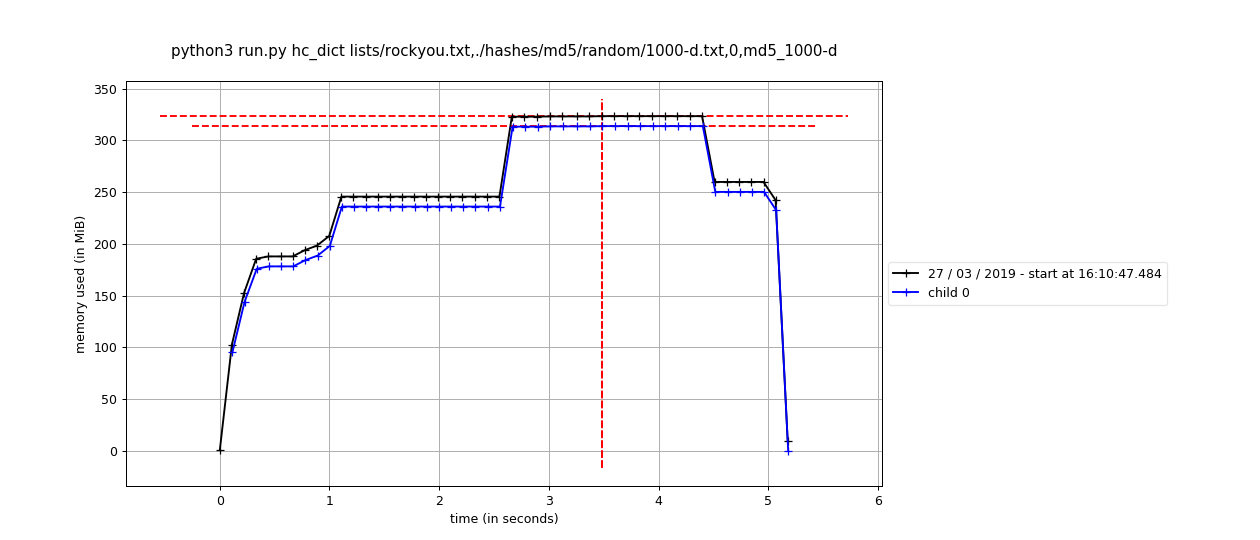 python3 run.py hc_dict lists/rockyou.txt,./hashes/md5/random/1000-d.txt,0,md5_1000-d
350
300
250
200
150
100
50
0
memory used (in MiB)
0 1 2 3 4 5 6
time (in seconds)
27 / 03 / 2019 - start at 16:10:47.484
child 0